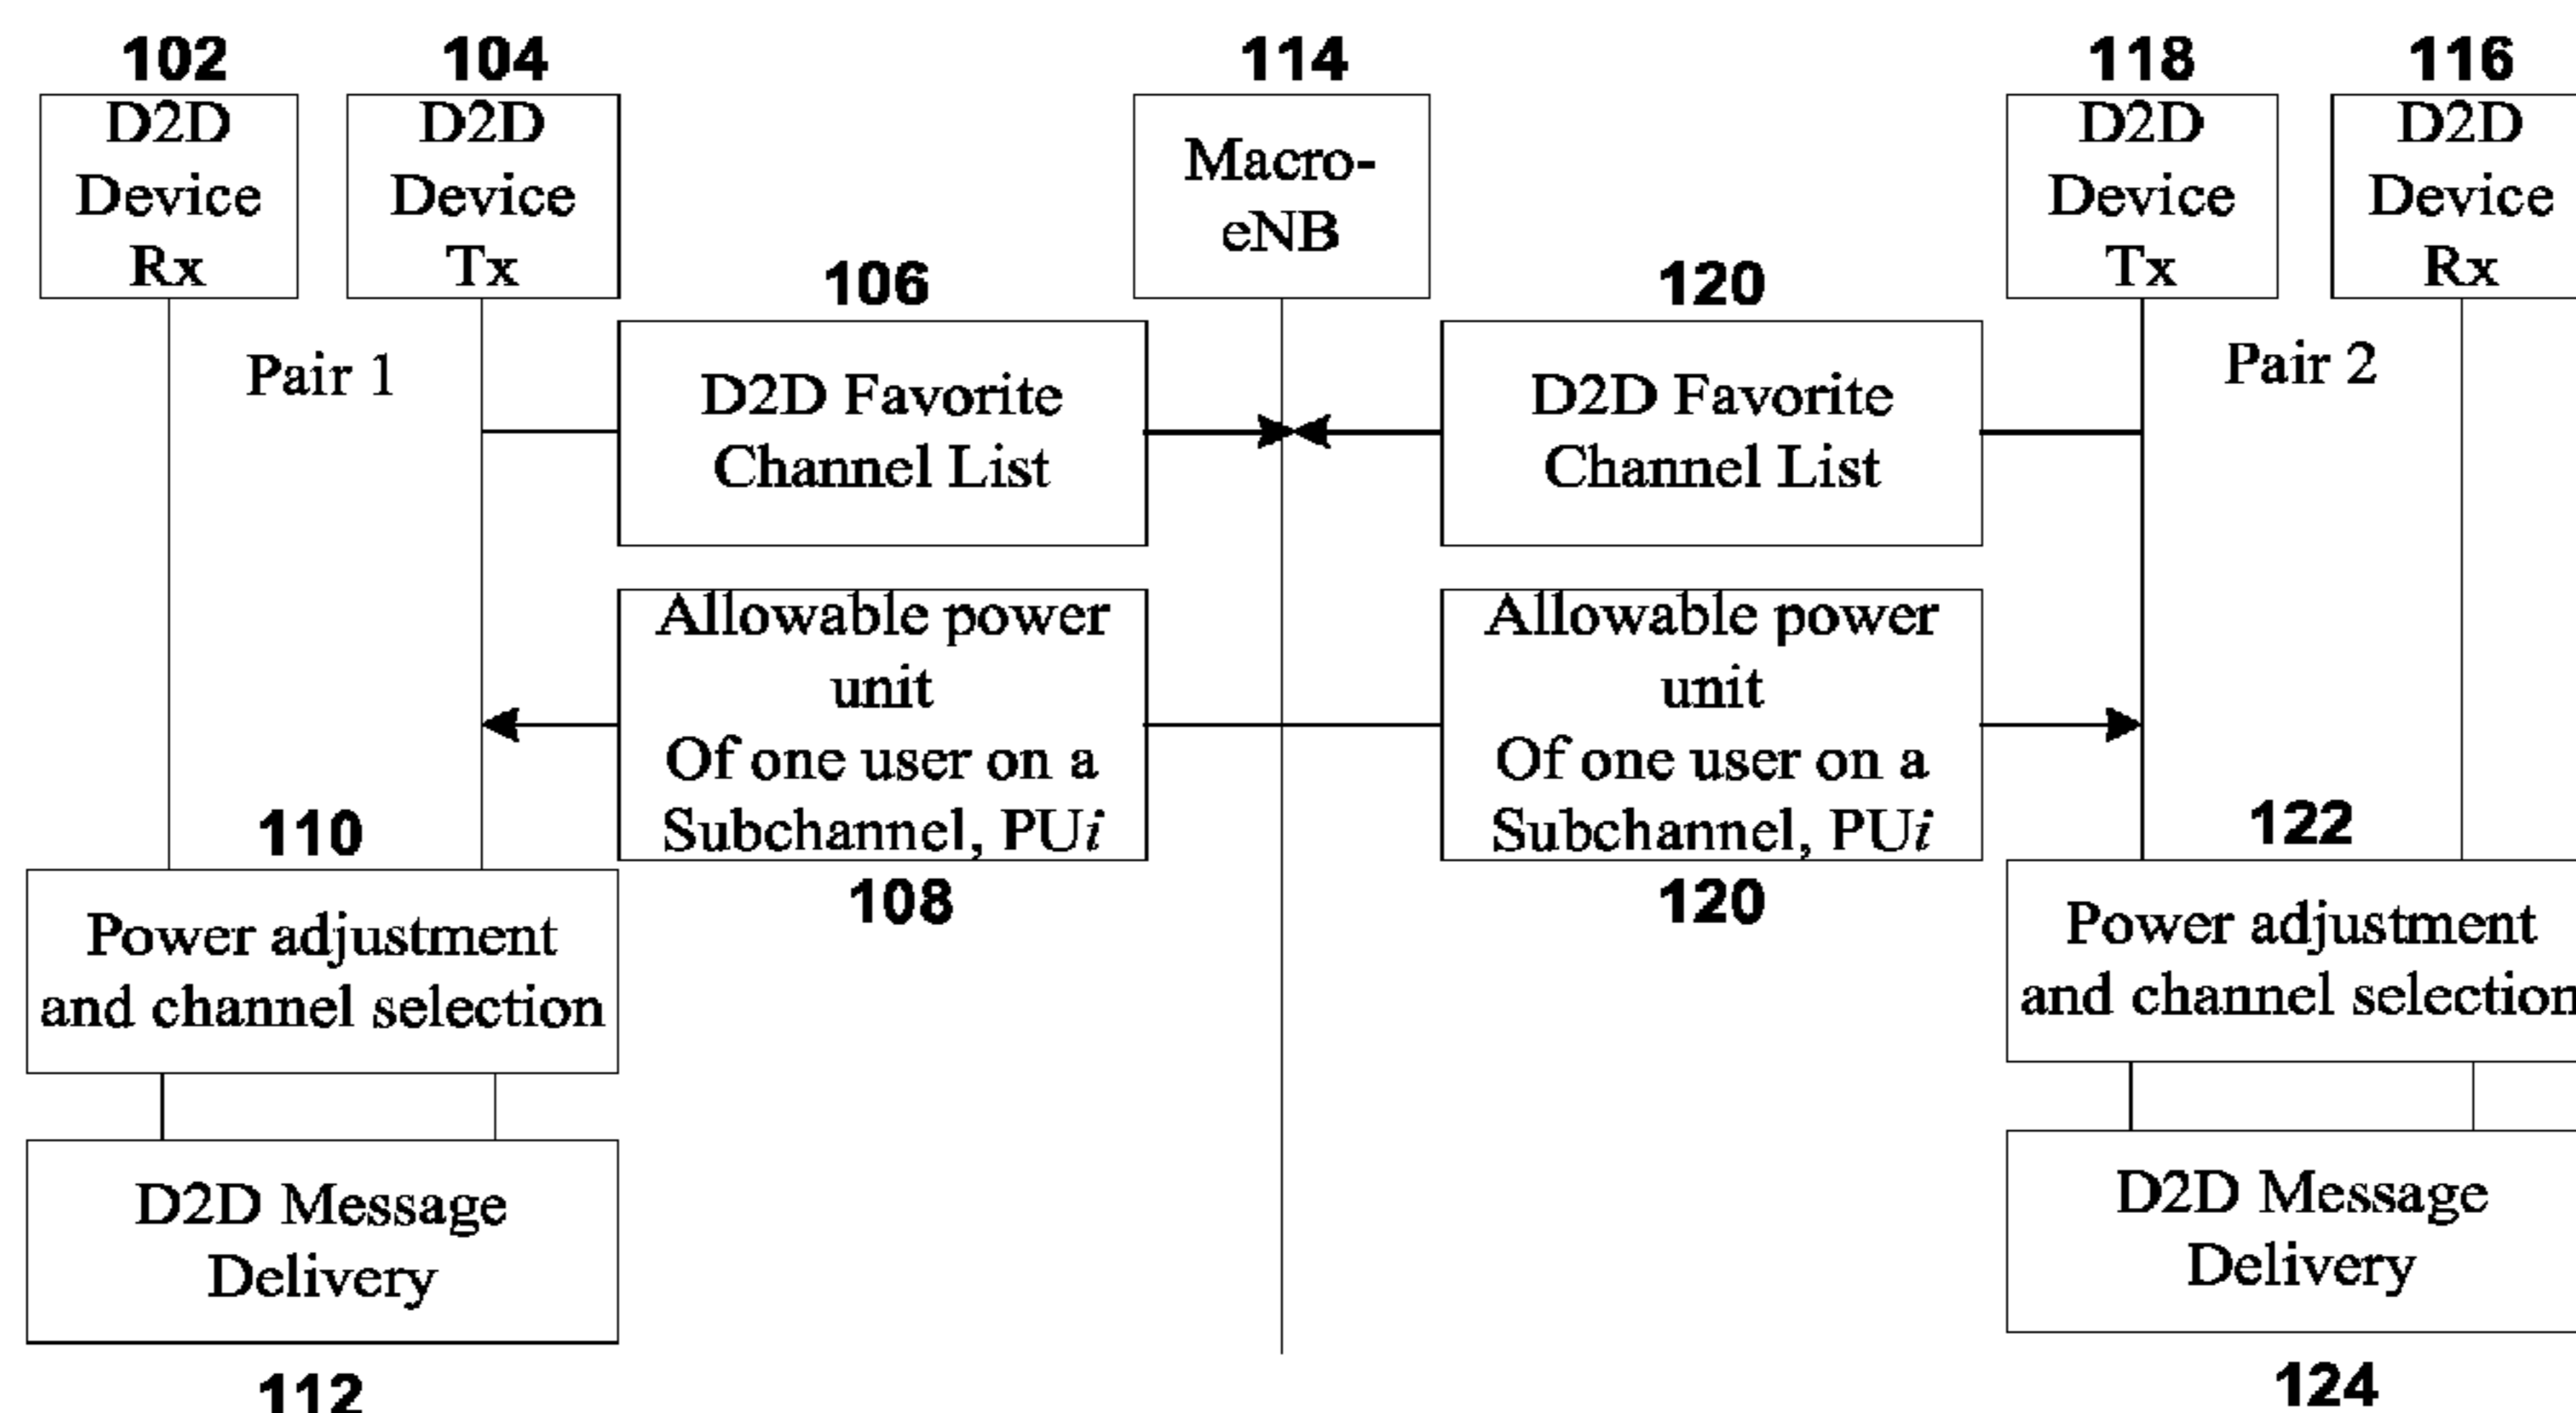 102
104
114
118
116
D2D
Device
Rx
D2D
Device
Tx
Macro-
eNB
D2D
Device
Tx
D2D
Device
Rx
106
120
Pair 1
D2D Favorite
Channel List
D2D Favorite
Channel List
Pair 2
Allowable power
unit
Of one user on a
Subchannel, PUi
Allowable power
unit
Of one user on a
Subchannel, PUi
110
108
120
122
Power adjustment
and channel selection
Power adjustment
and channel selection
D2D Message
Delivery
D2D Message
Delivery
112
124